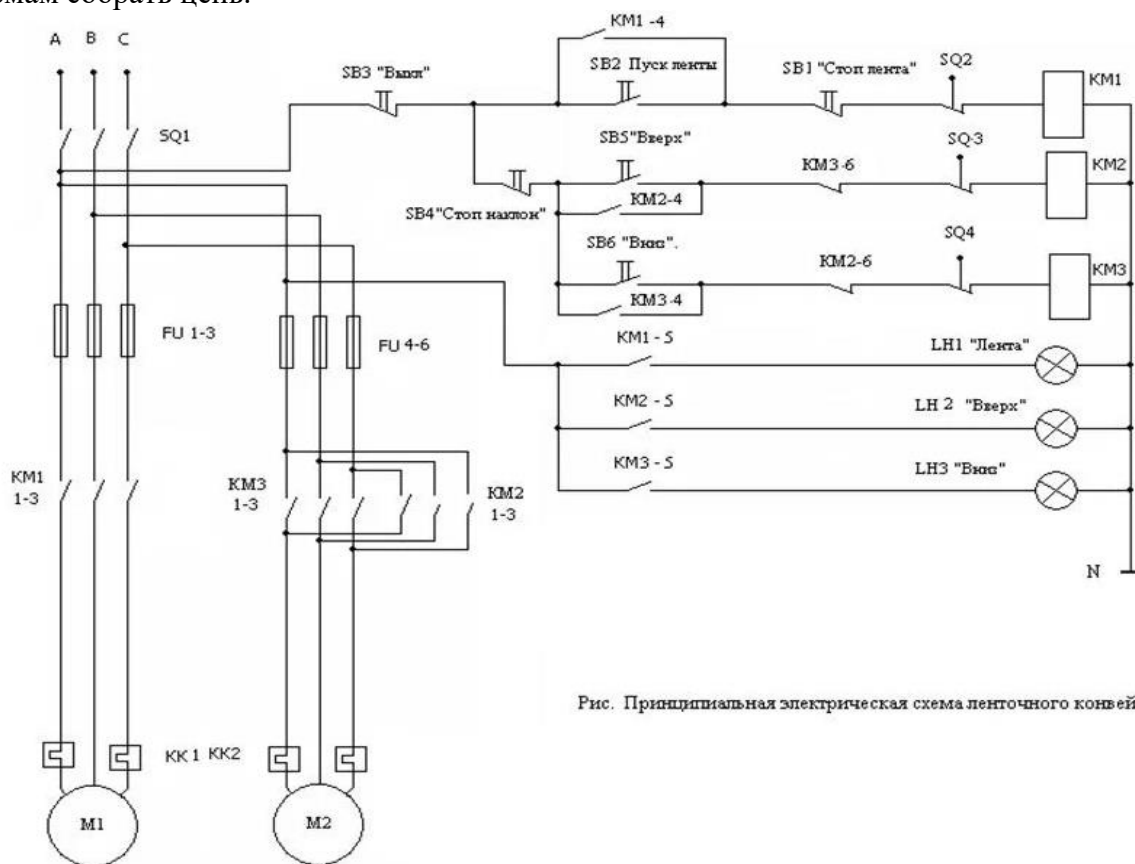 емам собрать цепь.
A B C
KM1 -4
SB3 "Выкл"
SB2 Пуск ленты
SB1 "Стоп лента"
SQ2
KM1
SQ1
SB5"Вверх"
SQ-3
KM3-6
KM2
SB4"Стоп наклон"
KM2-4
SB6 "Вниз".
KM2-6
SQ4
KM3
KM3-4
FU 1-3
FU 4-6
KM1 - 5
LH1 "Лента"
KM2 - 5
LH 2 "Вверх"
KM3 - 5
LH3 "Вниз"
KM1
1-3
KM3
1-3
KM2
1-3
N
Рис. Принципиальная электрическая схема ленточного конвей
KK 1 KK2
M1
M2